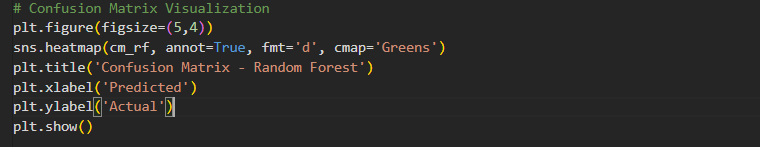 # Confusion Matrix Visualization
plt.figure(figsize=(5,4))
sns.heatmap(cm_rf, annot=True, fmt='d', cmap='Greens')
plt.title('Confusion Matrix - Random Forest')
plt.xlabel('Predicted')
plt.ylabel('Actual')
plt.show()